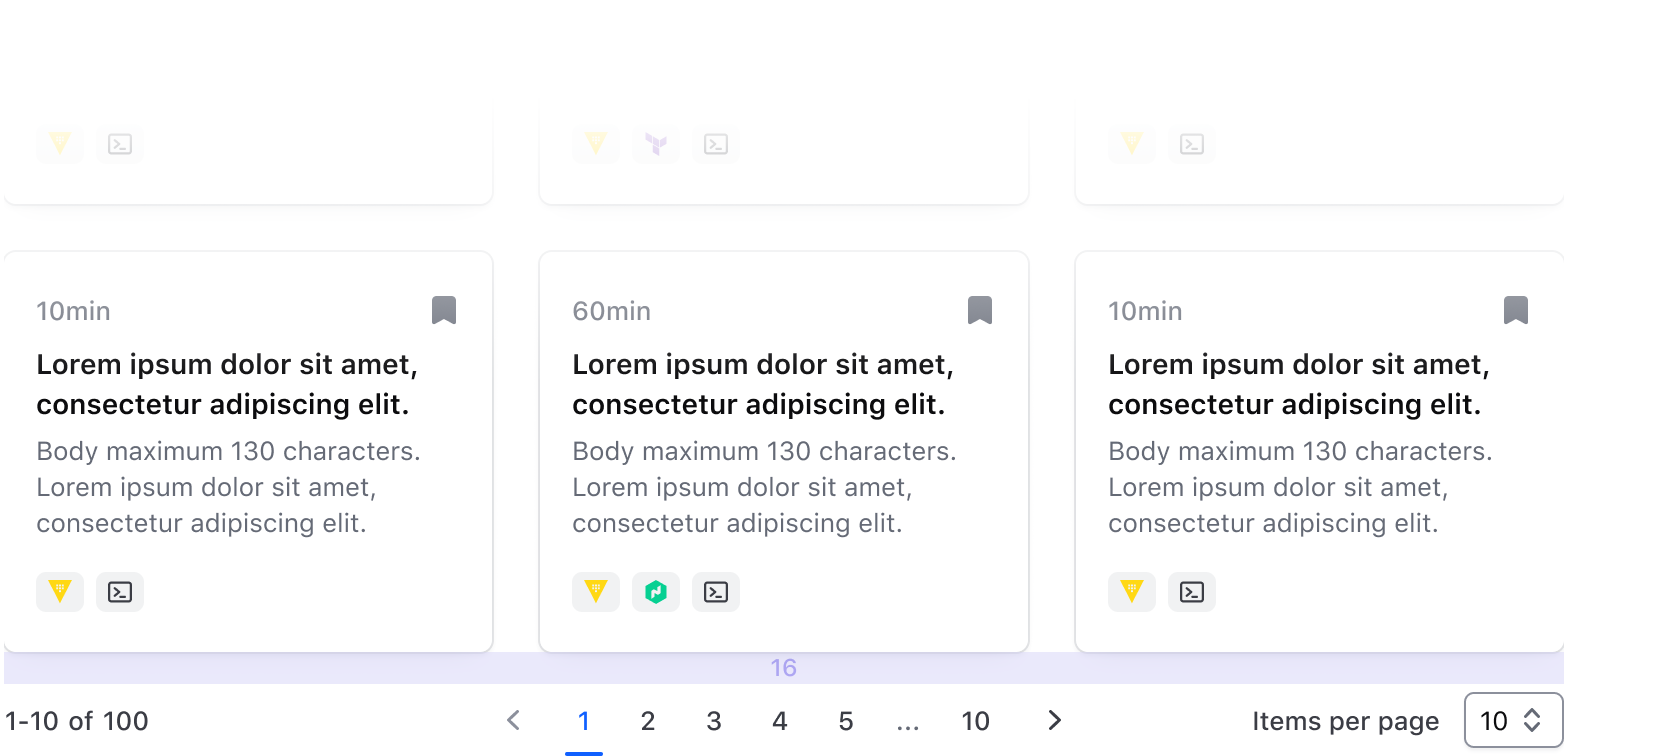 10min
Lorem ipsum dolor sit amet,
consectetur adipiscing elit.
Body maximum 130 characters.
Lorem ipsum dolor sit amet,
consectetur adipiscing elit.
60min
Lorem ipsum dolor sit amet,
consectetur adipiscing elit.
Body maximum 130 characters.
Lorem ipsum dolor sit amet,
consectetur adipiscing elit.
10min
Lorem ipsum dolor sit amet,
consectetur adipiscing elit.
Body maximum 130 characters.
Lorem ipsum dolor sit amet,
consectetur adipiscing elit.
16
1-10 of 100
1 2 3 4 5 ... 10
Items per page 10